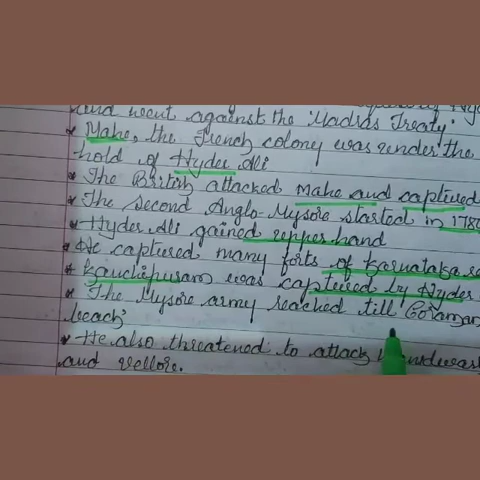 and went against the Madras Treaty.
* Mahe, the French colony was under the
hold of Hyder Ali
* The British attacked Mahe and captured
* The Second Anglo-Mysore started in 178
* Hyder Ali gained upper hand
* He captured many forts of Karnataka
* Kanchipuram was captured by Hyder
* The Mysore army reached till
beach'
* He also threatened to attack
and vellore.